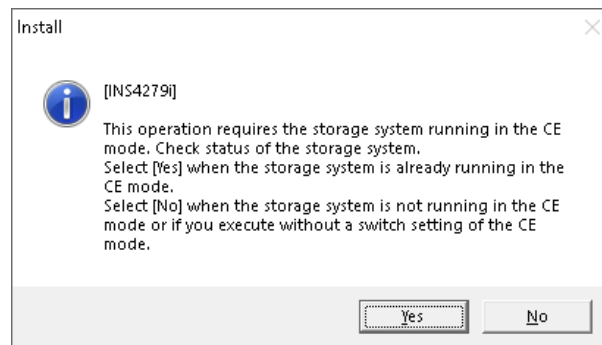 Install
[INS4279i]
This operation requires the storage system running in the CE
mode. Check status of the storage system.
Select [Yes] when the storage system is already running in the
CE mode.
Select [No] when the storage system is not running in the CE
mode or if you execute without a switch setting of the CE
mode.
Yes No